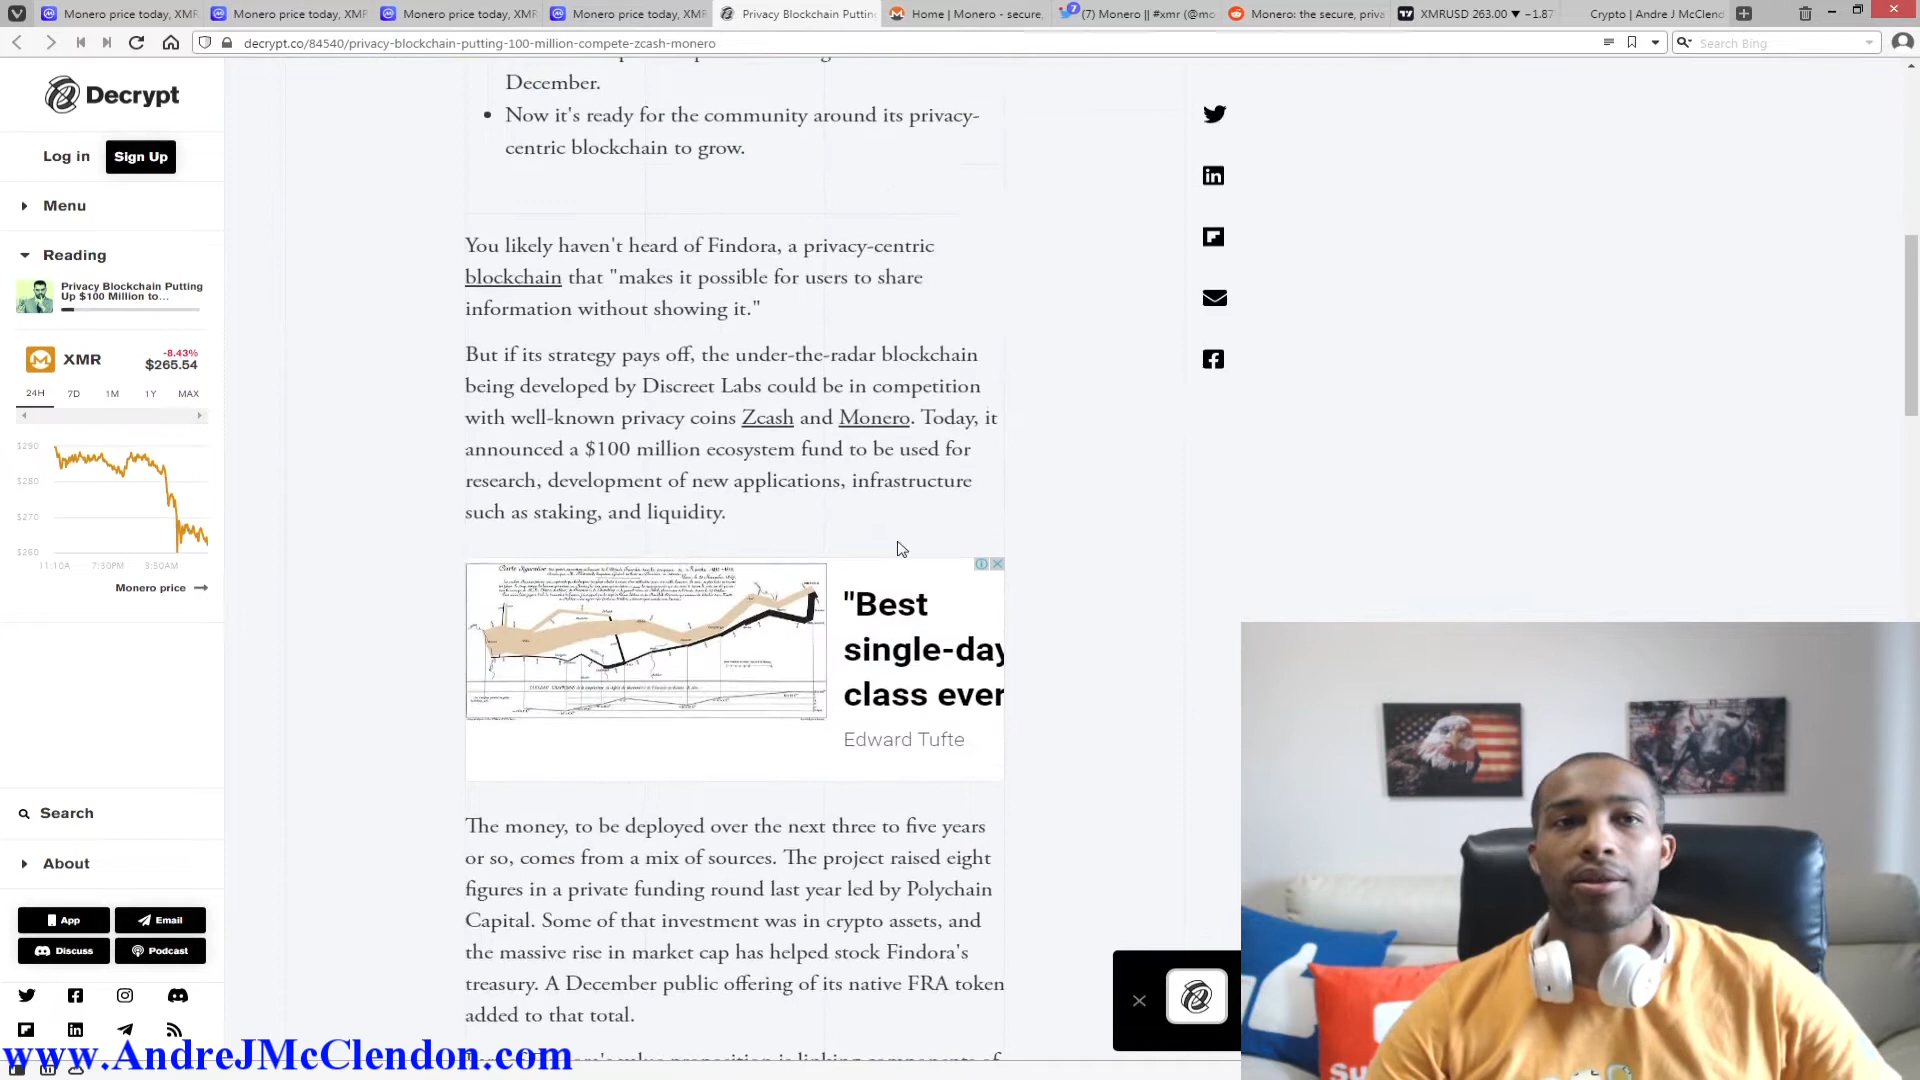 Monero price today, XMR
Monero price today, XMR
Monero price today, XMR
Monero price today, XMR
Privacy Blockchain Puttin
Home | Monero - secure,
(7) Monero || #xmr (@mo
Monero: the secure, priva
XMRUSD 263.00 ▼ −1.87
Crypto | Andre J McClend
decrypt.co/84540/privacy-blockchain-putting-100-million-compete-zcash-monero
Search Bing
Decrypt
Log in
Sign Up
Menu
Reading
Privacy Blockchain Putting
Up $100 Million to...
XMR
-8.43%
$265.54
24H
7D
1M
1Y
MAX
$290
$280
$270
$260
11:10A
7:30PM
3:50AM
Monero price
Search
About
App
Email
Discuss
Podcast
December.
• Now it's ready for the community around its privacy-
centric blockchain to grow.
You likely haven't heard of Findora, a privacy-centric
blockchain that "makes it possible for users to share
information without showing it."
But if its strategy pays off, the under-the-radar blockchain
being developed by Discreet Labs could be in competition
with well-known privacy coins Zcash and Monero. Today, it
announced a $100 million ecosystem fund to be used for
research, development of new applications, infrastructure
such as staking, and liquidity.
"Best
single-day
class ever
Edward Tufte
The money, to be deployed over the next three to five years
or so, comes from a mix of sources. The project raised eight
figures in a private funding round last year led by Polychain
Capital. Some of that investment was in crypto assets, and
the massive rise in market cap has helped stock Findora's
treasury. A December public offering of its native FRA token
added to that total.
www.AndreJMcClendon.com